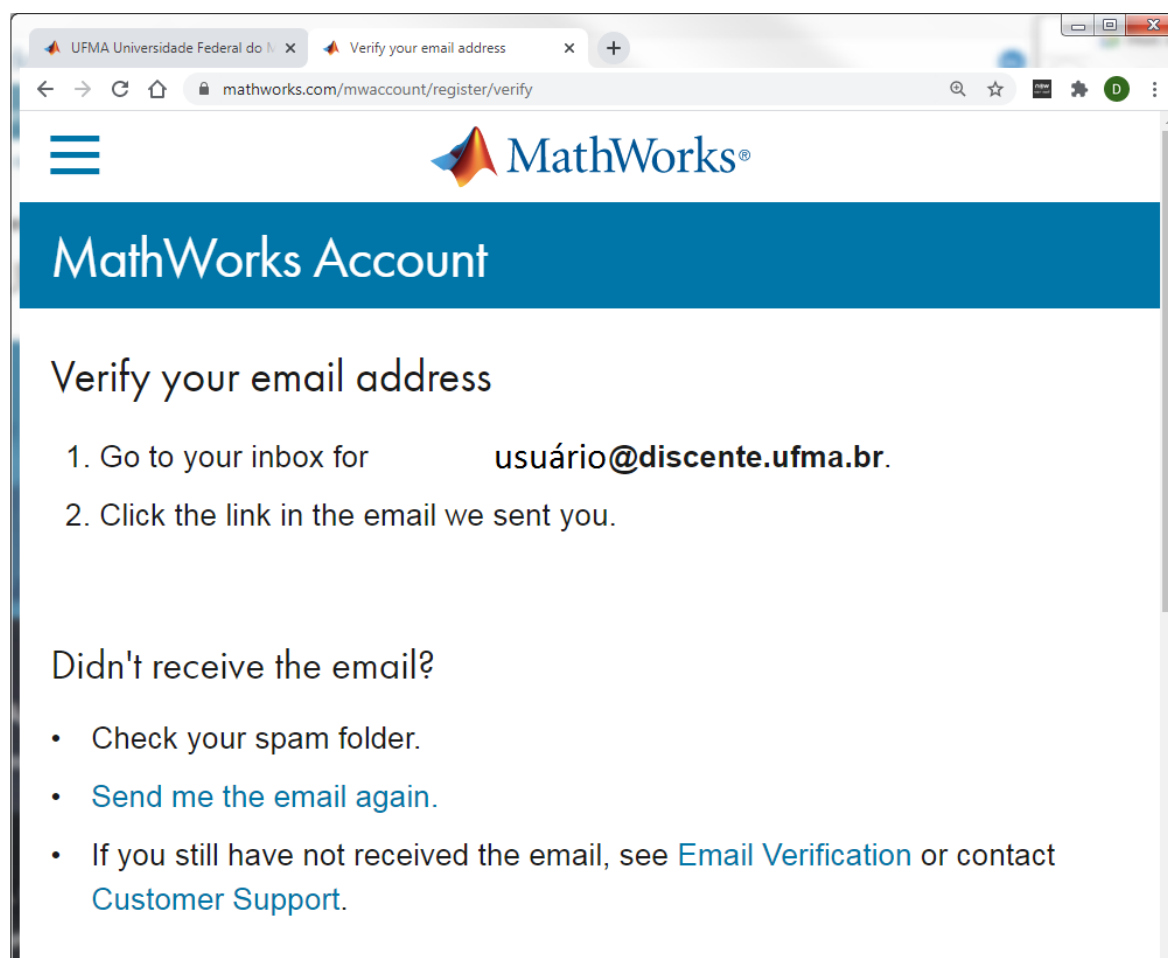 UFMA Universidade Federal do M
Verify your email address
mathworks.com/mwaccount/register/verify
D
MathWorks®
MathWorks Account
Verify your email address
1. Go to your inbox for usuário@discente.ufma.br.
2. Click the link in the email we sent you.
Didn't receive the email?
• Check your spam folder.
• Send me the email again.
• If you still have not received the email, see Email Verification or contact
Customer Support.